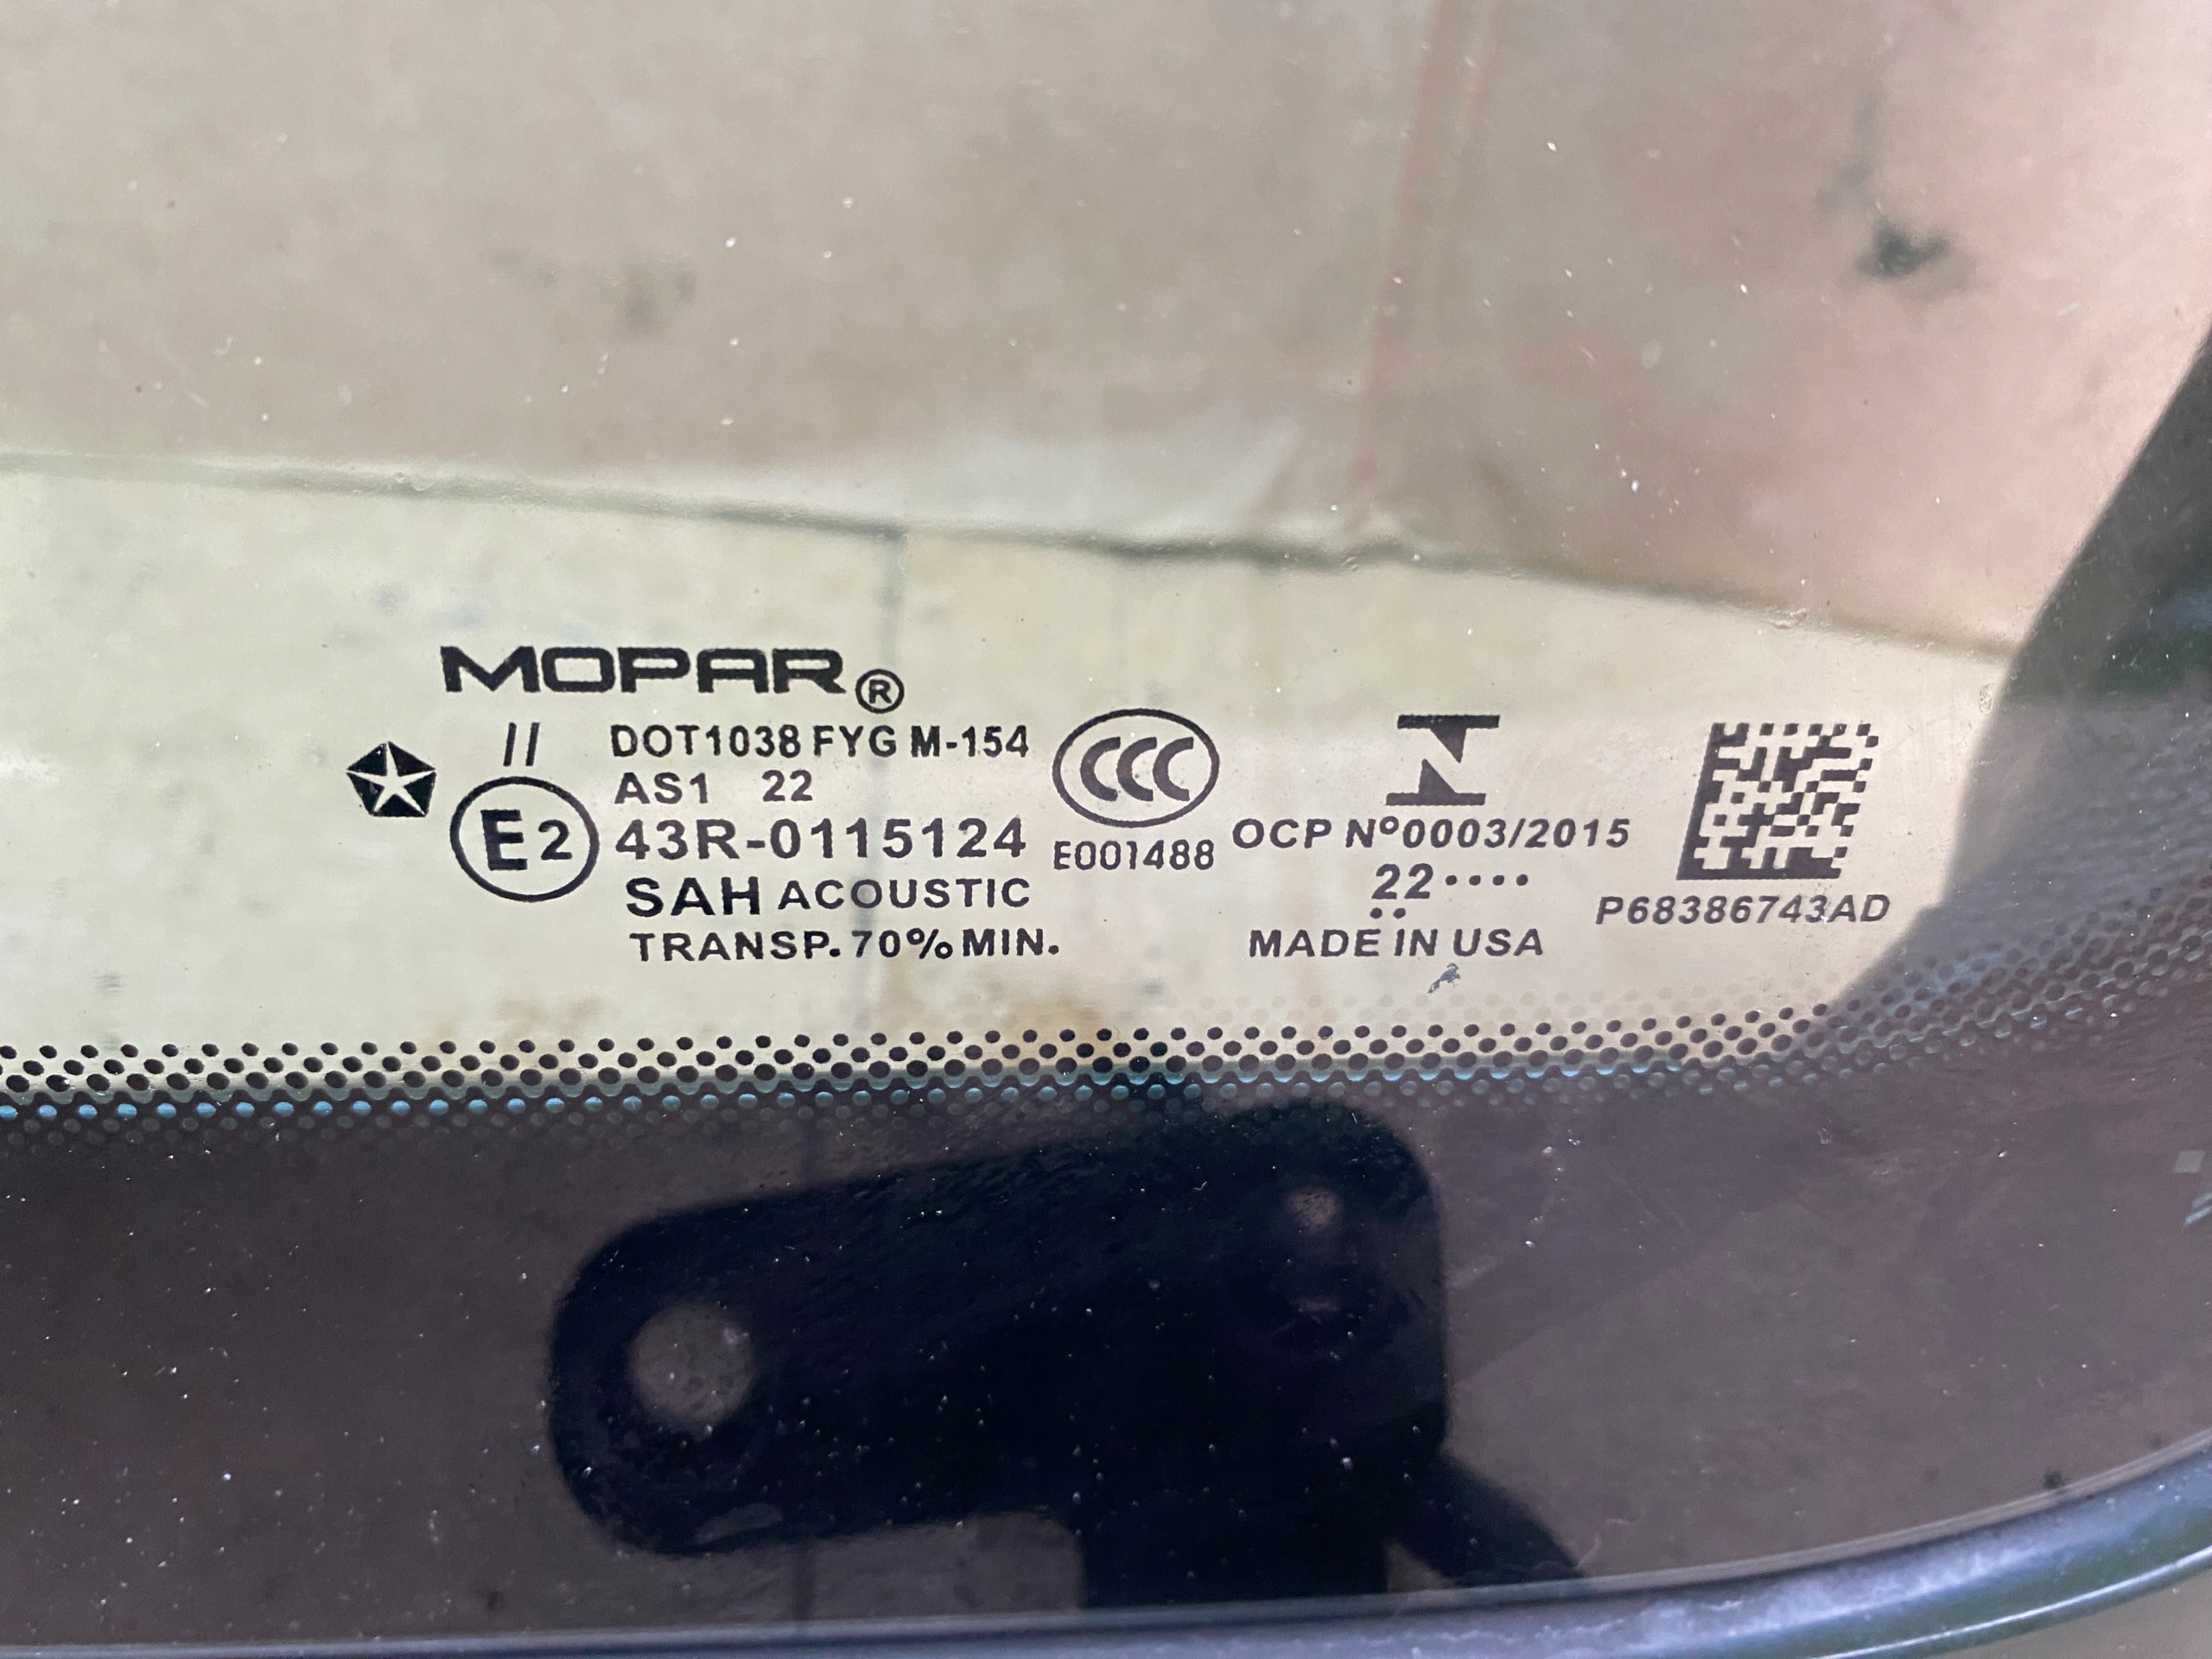 MOPAR®
// DOT1038 FYG M-154
AS1 22
E2 43R-0115124
SAH ACOUSTIC
TRANSP. 70% MIN.
CCC
E001488
OCP Nº0003/2015
22····
··
MADE IN USA
P68386743AD